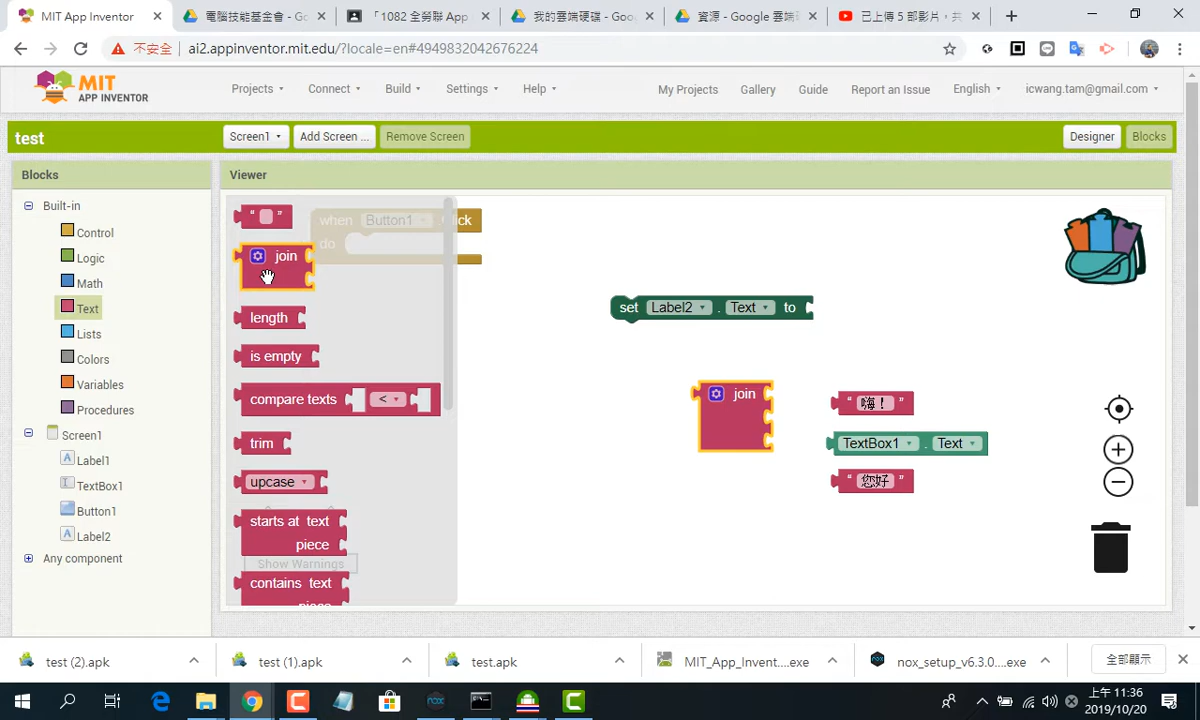 MIT App Inventor
電腦技能基金會 - Go
「1082 全勞聯 App
我的雲端硬碟 - Goo
資源 - Google 雲端硬
已上傳 5 部影片，共
不安全
ai2.appinventor.mit.edu/?locale=en#4949832042676224
MIT
APP INVENTOR
Projects
Connect
Build
Settings
Help
My Projects
Gallery
Guide
Report an Issue
English
icwang.tam@gmail.com
test
Screen1
Add Screen ...
Remove Screen
Designer
Blocks
Blocks
Viewer
Built-in
Control
Logic
Math
Text
Lists
Colors
Variables
Procedures
Screen1
Label1
TextBox1
Button1
Label2
Any component
“ ”
join
length
is empty
compare texts <
trim
upcase
starts at text
piece
Show Warnings
contains text
piece
when Button1 Click
do
set Label2 . Text to
join
“ 嗨！ ”
TextBox1 . Text
“ 您好 ”
test (2).apk
test (1).apk
test.apk
MIT_App_Invent....exe
nox_setup_v6.3.0....exe
全部顯示
nox
上午 11:36
2019/10/20